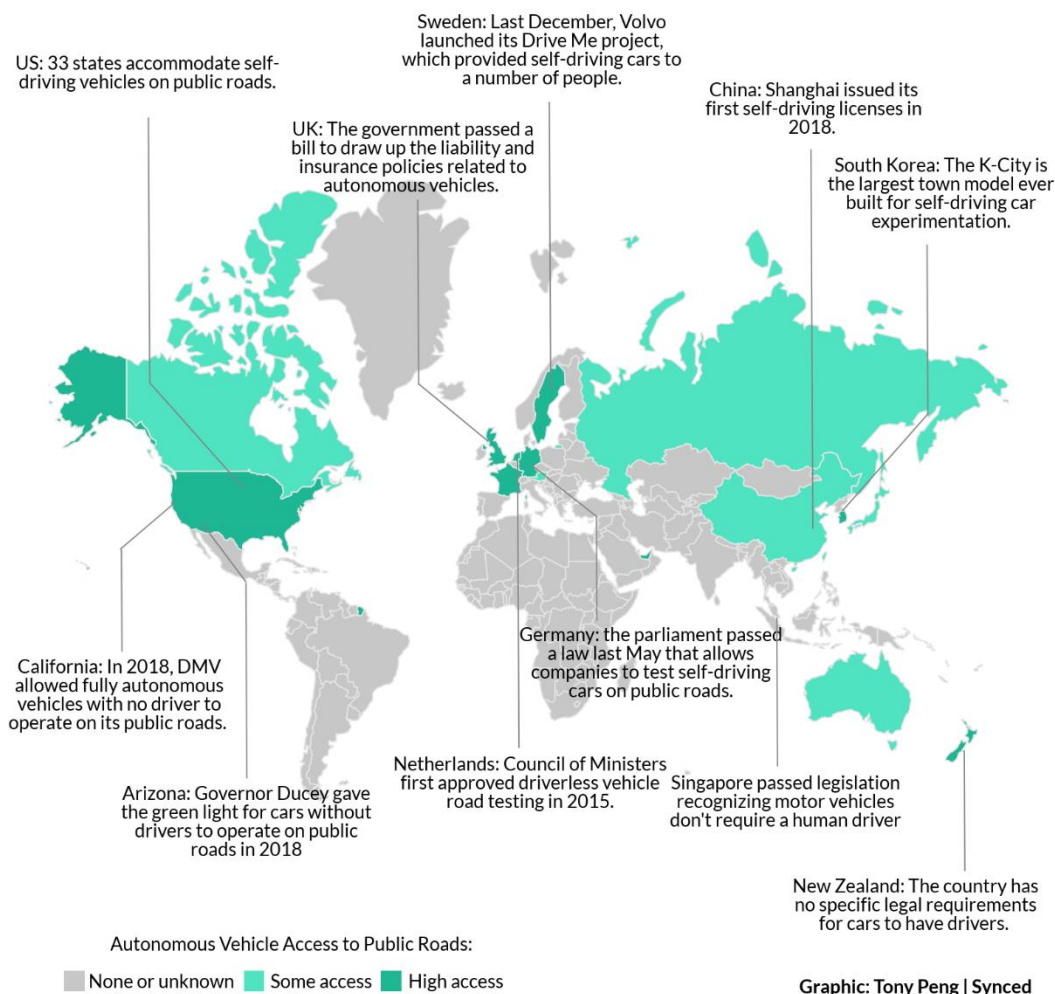 Sweden: Last December, Volvo
launched its Drive Me project,
which provided self-driving cars to
a number of people.
US: 33 states accommodate self-
driving vehicles on public roads.
China: Shanghai issued its
first self-driving licenses in
2018.
UK: The government passed a
bill to draw up the liability and
insurance policies related to
autonomous vehicles.
South Korea: The K-City is
the largest town model ever
built for self-driving car
experimentation.
Germany: the parliament passed
a law last May that allows
companies to test self-driving
cars on public roads.
California: In 2018, DMV
allowed fully autonomous
vehicles with no driver to
operate on its public roads.
Netherlands: Council of Ministers
first approved driverless vehicle
road testing in 2015.
Singapore passed legislation
recognizing motor vehicles
don't require a human driver
Arizona: Governor Ducey gave
the green light for cars without
drivers to operate on public
roads in 2018
New Zealand: The country has
no specific legal requirements
for cars to have drivers.
Autonomous Vehicle Access to Public Roads:
None or unknown Some access High access
Graphic: Tony Peng | Synced